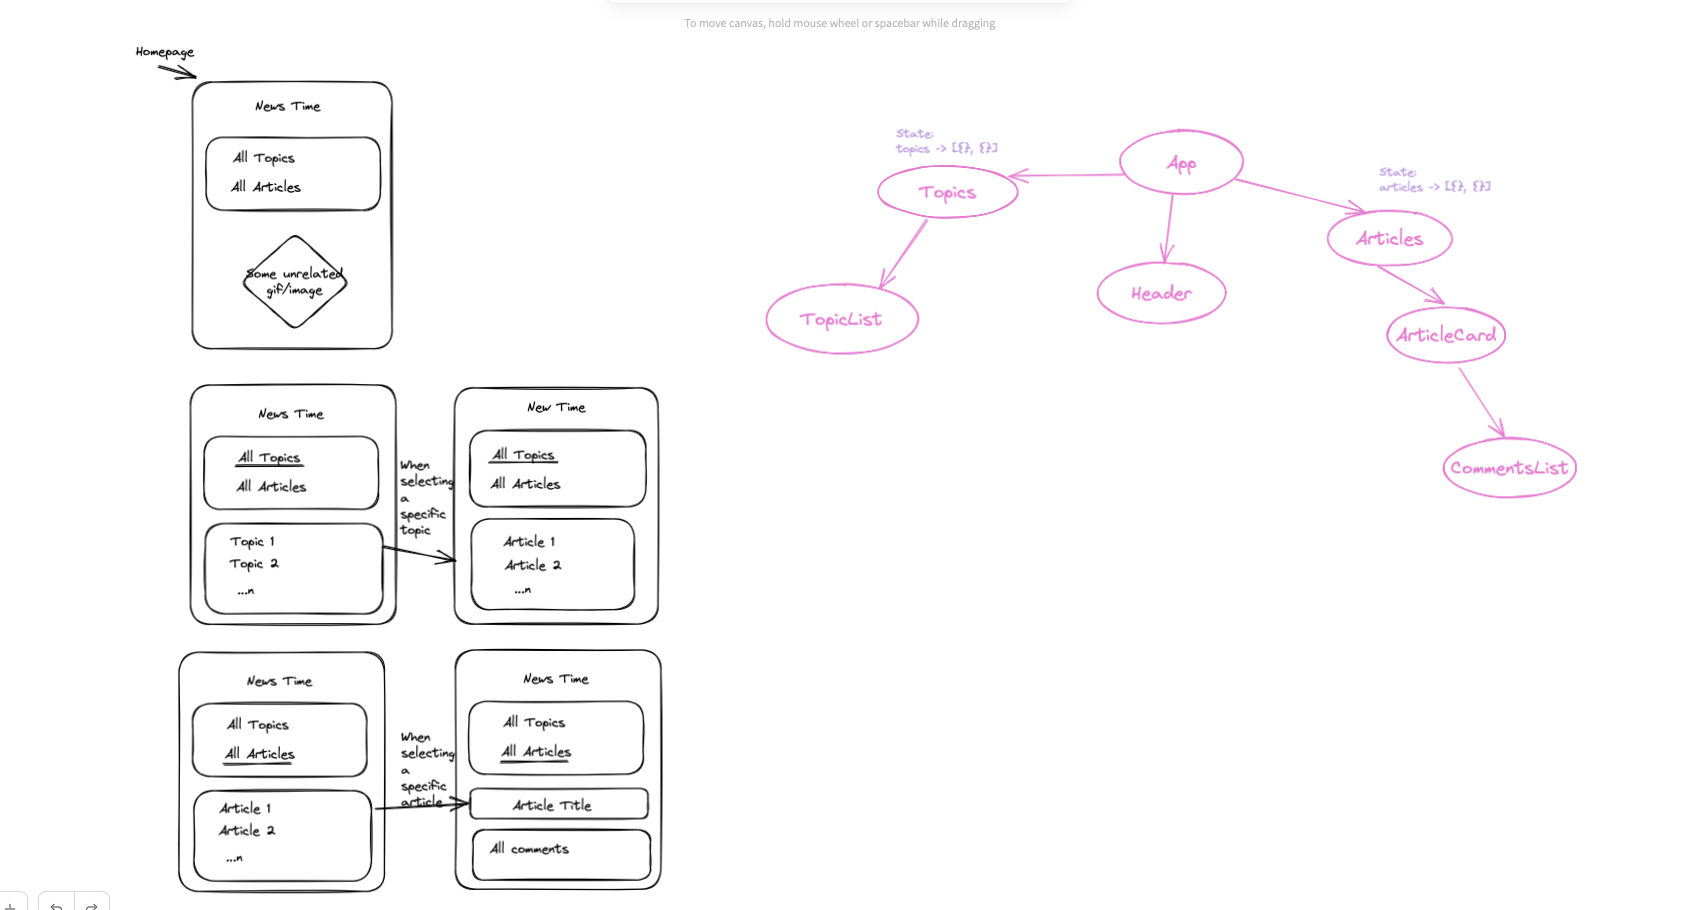 To move canvas, hold mouse wheel or spacebar while dragging
Homepage
News Time
All Topics
All Articles
Some unrelated
gif/image
News Time
All Topics
All Articles
Topic 1
Topic 2
...n
When
selecting
a
specific
topic
New Time
All Topics
All Articles
Article 1
Article 2
...n
News Time
All Topics
All Articles
Article 1
Article 2
...n
When
selecting
a
specific
article
News Time
All Topics
All Articles
Article Title
All comments
State:
topics -> [{}, {}]
Topics
TopicList
App
Header
State:
articles -> [{}, {}]
Articles
ArticleCard
CommentsList